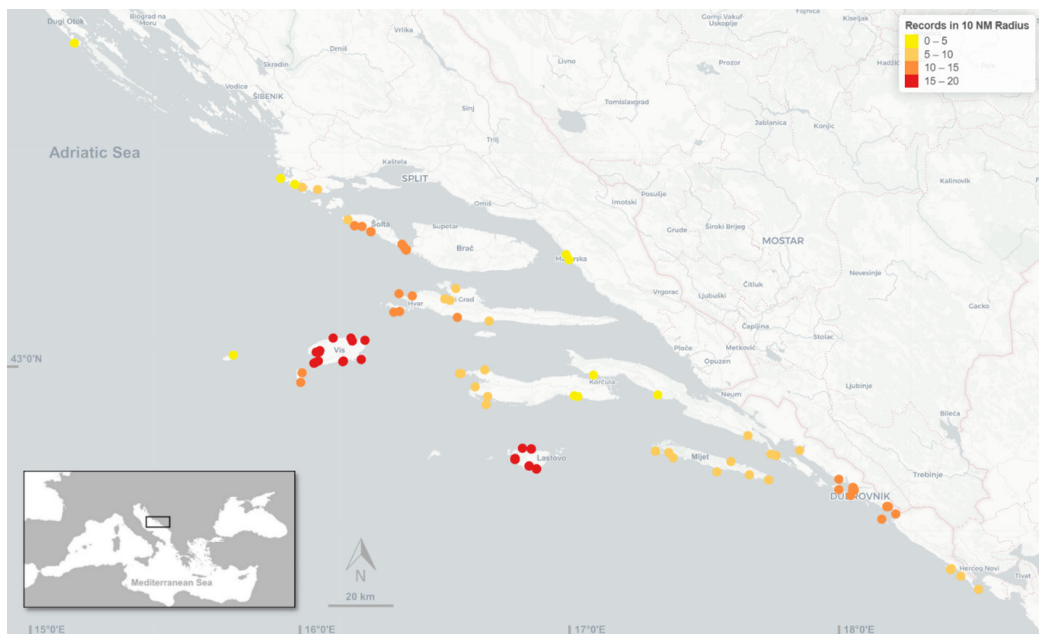 Dugi Otok
Biograd na
Moru
Vrlika
Gornji Vakuf
Uskoplje
Fojnica
Kiseljak
Records in 10 NM Radius
0 – 5
5 – 10
10 – 15
15 – 20
Drniš
Livno
Prozor
Skradin
Vodice
ŠIBENIK
Sinj
Tomislavgrad
Jablanica
Konjic
Trilj
Adriatic Sea
Kaštela
SPLIT
Kalinovik
Posušje
Omiš
Imotski
Šolta
Supetar
Grude
Široki Brijeg
MOSTAR
Brač
Nevesinje
Vrgorac
Ljubuški
Čitluk
Gacko
Hvar
Čapljina
Stolac
Vis
Ploče
Metković
43°0'N
Opuzen
Ljubinje
Korčula
Neum
Bileća
Lastovo
Mljet
Trebinje
DUBROVNIK
Herceg Novi
Tivat
Mediterranean Sea
N
20 km
15°0'E
16°0'E
17°0'E
18°0'E